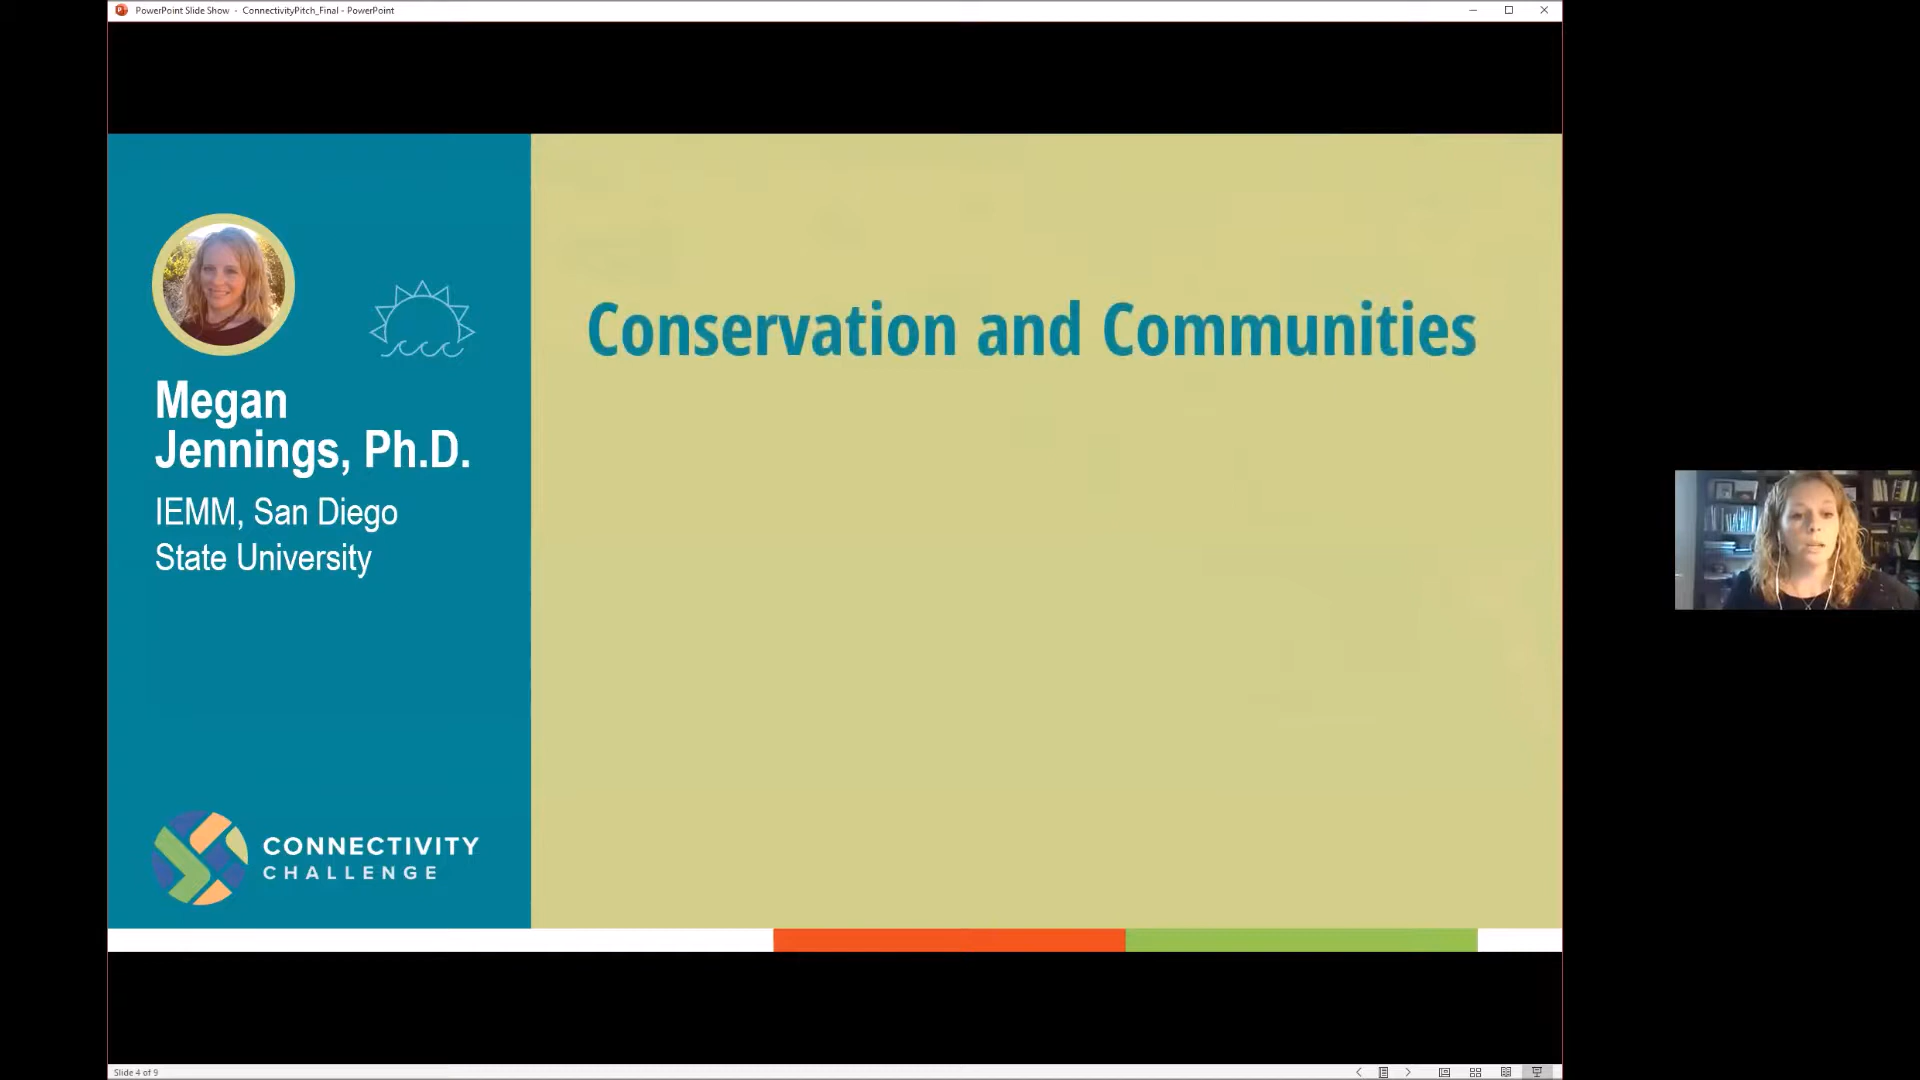 PowerPoint Slide Show - ConnectivityPitch_Final - PowerPoint
Conservation and Communities
Megan
Jennings, Ph.D.
IEMM, San Diego
State University
CONNECTIVITY
CHALLENGE
Slide 4 of 9